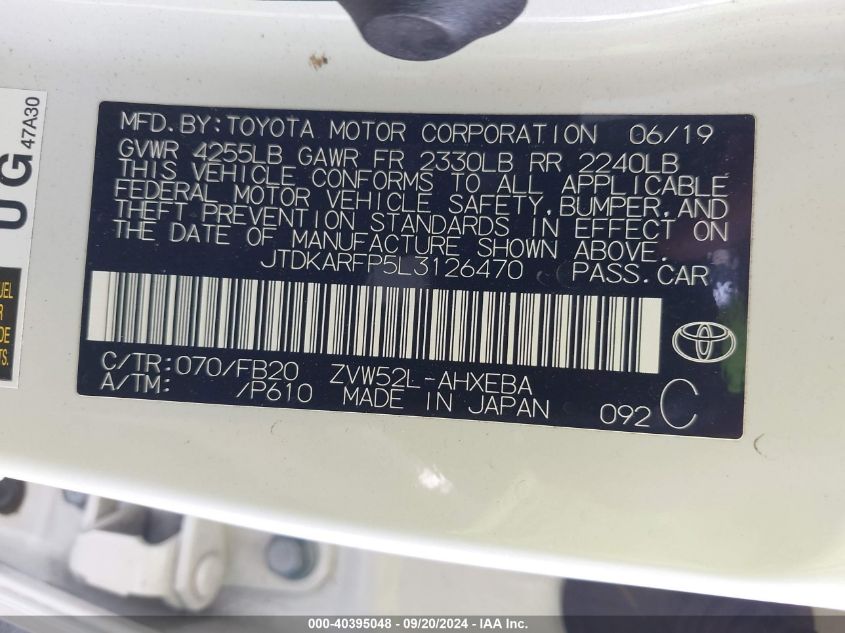 MFD.BY:TOYOTA MOTOR CORPORATION 06/19
GVWR 4255LB GAWR FR 2330LB RR 2240LB
THIS VEHICLE CONFORMS TO ALL APPLICABLE
FEDERAL MOTOR VEHICLE SAFETY,BUMPER,AND
THEFT PREVENTION STANDARDS IN EFFECT ON
THE DATE OF MANUFACTURE SHOWN ABOVE.
JTDKARFP5L3126470 PASS.CAR
C/TR:070/FB20 ZVW52L-AHXEBA
A/TM: /P610 MADE IN JAPAN 092 C
UG 47A30
UEL
R
DE
TS.
000-40395048 - 09/20/2024 - IAA Inc.